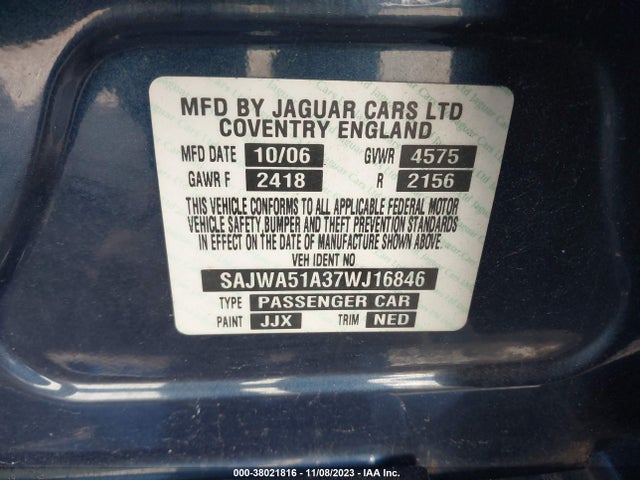 MFD BY JAGUAR CARS LTD
COVENTRY ENGLAND
MFD DATE 10/06 GVWR 4575
GAWR F 2418 R 2156
THIS VEHICLE CONFORMS TO ALL APPLICABLE FEDERAL MOTOR
VEHICLE SAFETY, BUMPER AND THEFT PREVENTION STANDARDS
IN EFFECT ON THE DATE OF MANUFACTURE SHOWN ABOVE.
VEH IDENT NO
SAJWA51A37WJ16846
TYPE PASSENGER CAR
PAINT JJX TRIM NED
000-38021816 - 11/08/2023 - IAA Inc.